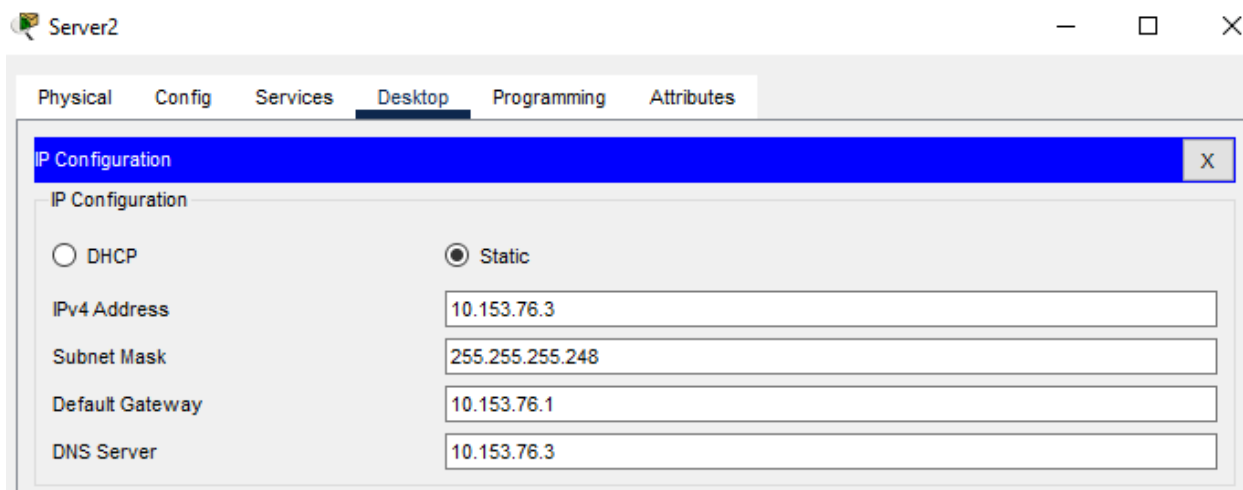 Server2
Physical Config Services Desktop Programming Attributes
IP Configuration X
IP Configuration
DHCP Static
IPv4 Address 10.153.76.3
Subnet Mask 255.255.255.248
Default Gateway 10.153.76.1
DNS Server 10.153.76.3